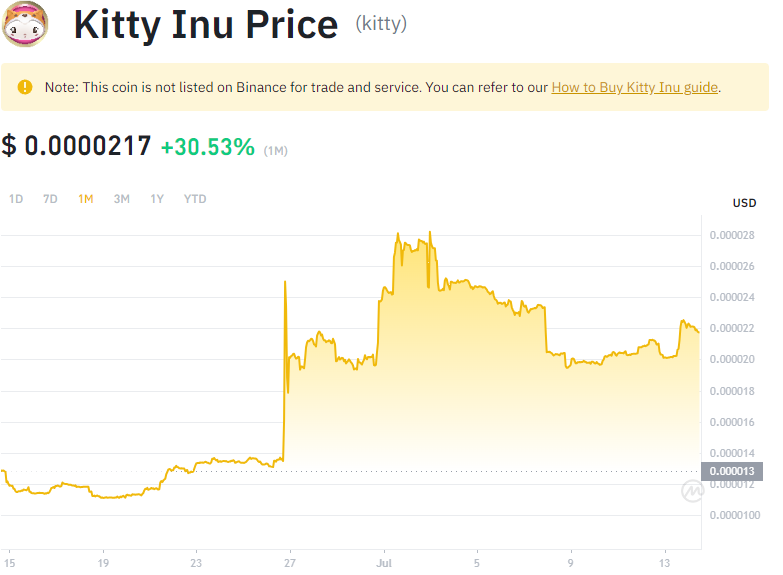 Kitty Inu Price (kitty)
Note: This coin is not listed on Binance for trade and service. You can refer to our How to Buy Kitty Inu guide.
$ 0.0000217 +30.53% (1M)
1D 7D 1M 3M 1Y YTD
USD
0.000028
0.000026
0.000024
0.000022
0.000020
0.000018
0.000016
0.000014
0.000013
0.000012
0.0000100
15 19 23 27 Jul 5 9 13